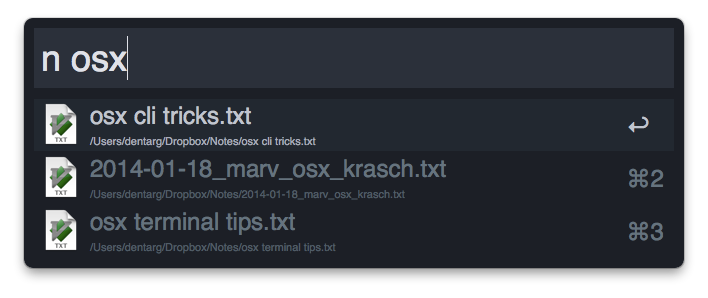 n osx
osx cli tricks.txt
/Users/dentarg/Dropbox/Notes/osx cli tricks.txt
TXT
↩
2014-01-18_marv_osx_krasch.txt
/Users/dentarg/Dropbox/Notes/2014-01-18_marv_osx_krasch.txt
TXT
⌘2
osx terminal tips.txt
/Users/dentarg/Dropbox/Notes/osx terminal tips.txt
TXT
⌘3